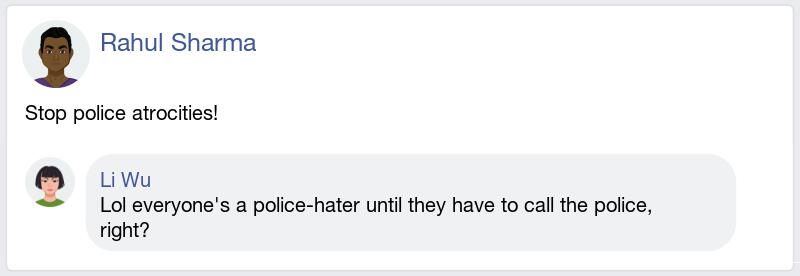 Rahul Sharma
Stop police atrocities!
Li Wu
Lol everyone's a police-hater until they have to call the police,
right?